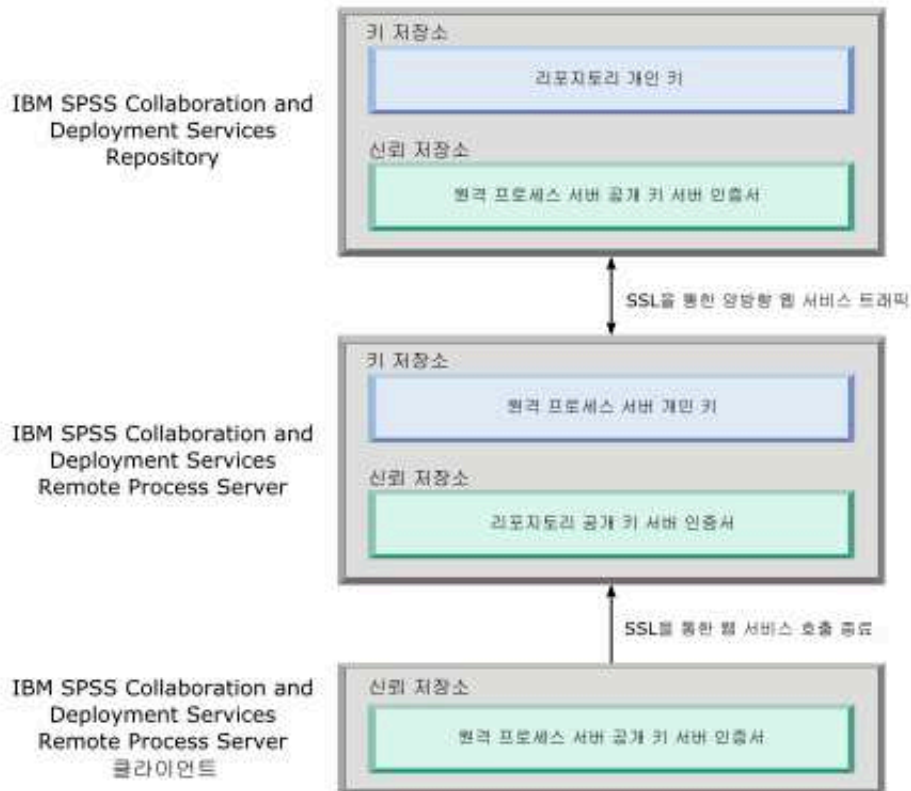 IBM SPSS Collaboration and
Deployment Services
Repository
키 저장소
리포지토리 개인 키
신뢰 저장소
원격 프로세스 서버 공개 키 서버 인증서
SSL을 통한 양방향 웹 서비스 트래픽
IBM SPSS Collaboration and
Deployment Services
Remote Process Server
키 저장소
원격 프로세스 서버 개인 키
신뢰 저장소
리포지토리 공개 키 서버 인증서
SSL을 통한 웹 서비스 호출 종료
IBM SPSS Collaboration and
Deployment Services
Remote Process Server
클라이언트
신뢰 저장소
원격 프로세스 서버 공개 키 서버 인증서